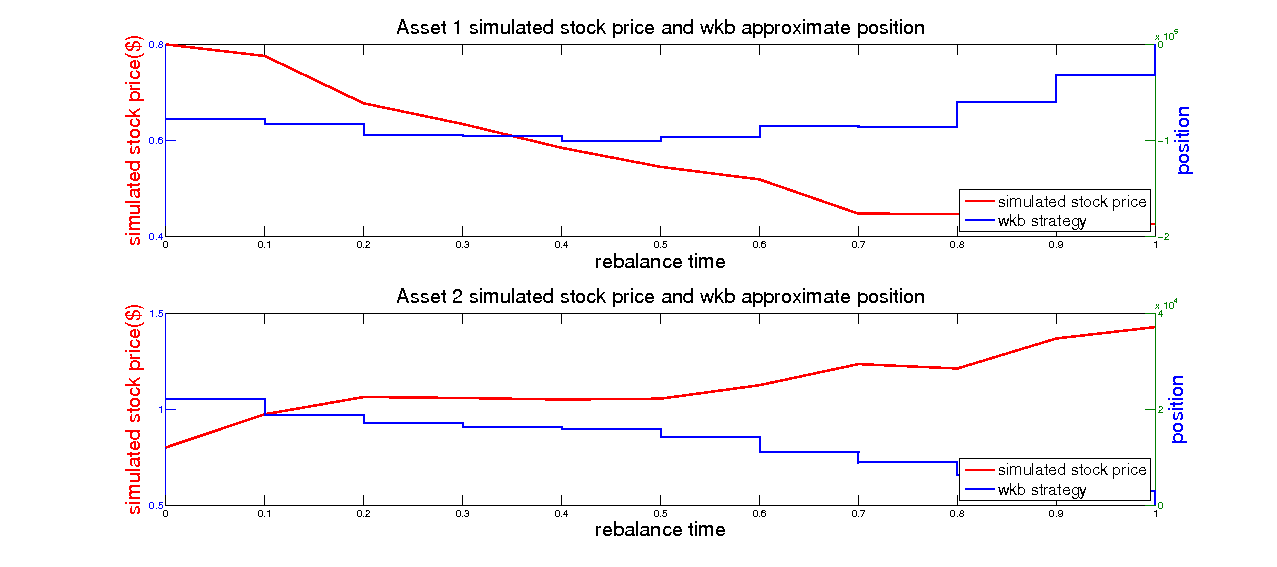 Asset 1 simulated stock price and wkb approximate position
x 10^5
simulated stock price($)
0.8
0.6
0.4
0
-1
-2
position
simulated stock price
wkb strategy
0 0.1 0.2 0.3 0.4 0.5 0.6 0.7 0.8 0.9 1
rebalance time
Asset 2 simulated stock price and wkb approximate position
x 10^4
simulated stock price($)
1.5
1
0.5
4
2
0
position
simulated stock price
wkb strategy
0 0.1 0.2 0.3 0.4 0.5 0.6 0.7 0.8 0.9 1
rebalance time